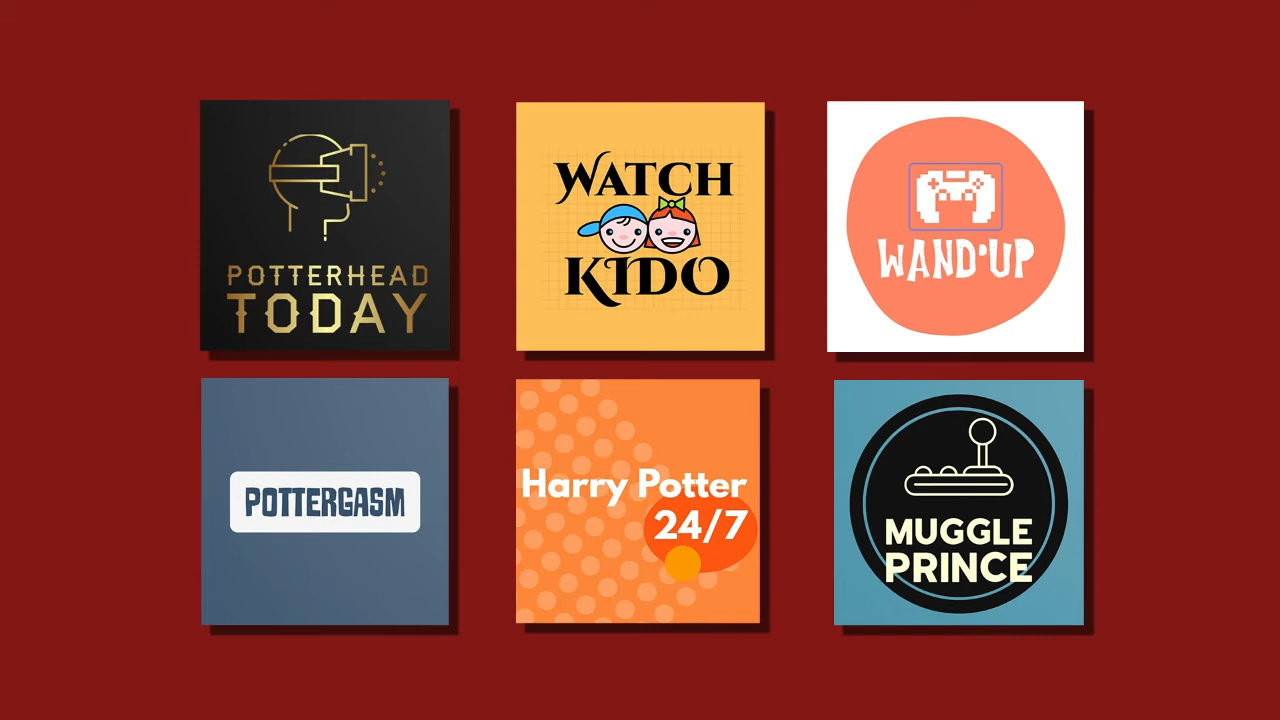 POTTERHEAD
TODAY
WATCH
KIDO
WAND'UP
POTTERGASM
Harry Potter
24/7
MUGGLE
PRINCE